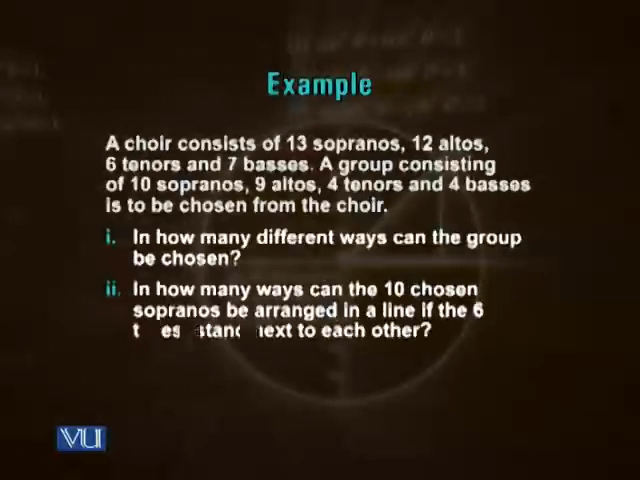 Example
A choir consists of 13 sopranos, 12 altos,
6 tenors and 7 basses. A group consisting
of 10 sopranos, 9 altos, 4 tenors and 4 basses
is to be chosen from the choir.
i. In how many different ways can the group
be chosen?
ii. In how many ways can the 10 chosen
sopranos be arranged in a line if the 6
stand next to each other?
VU